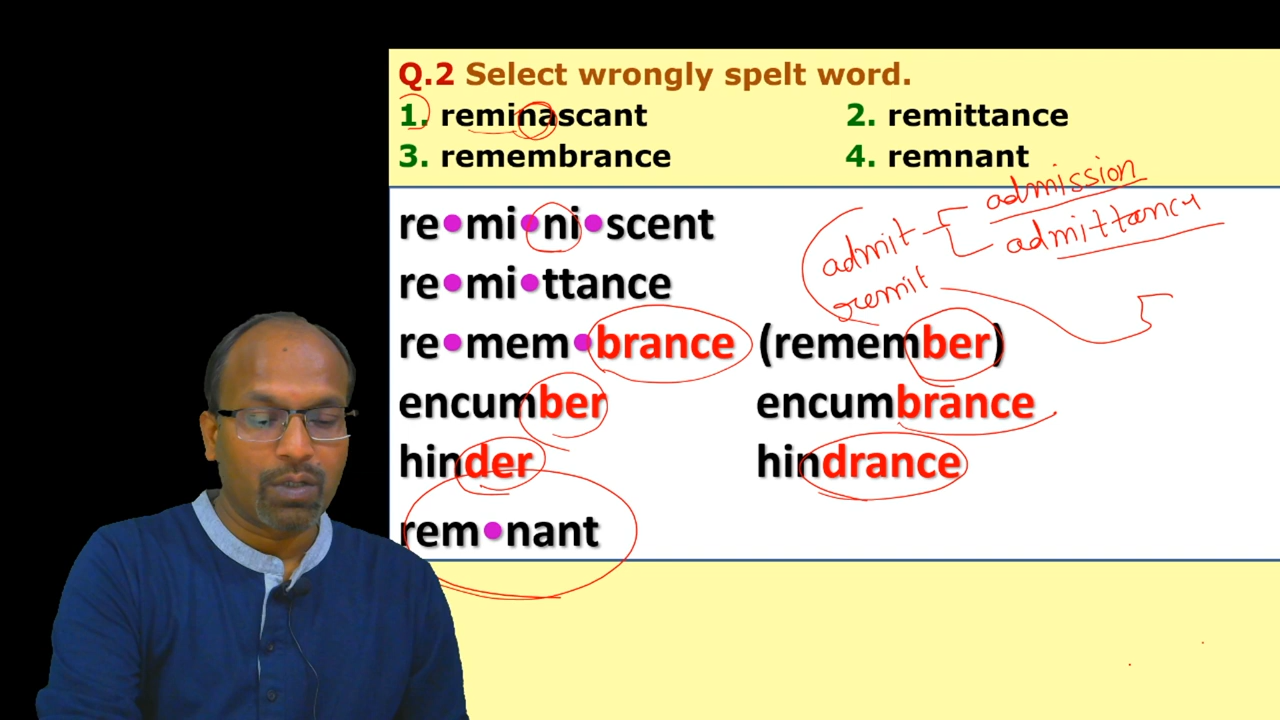 Q.2 Select wrongly spelt word.
1. reminascant 2. remittance
3. remembrance 4. remnant
re•mi•ni•scent
admit admission
admittancy
remit
re•mi•ttance
re•mem•brance (remember)
encumber encumbrance
hinder hindrance
rem•nant